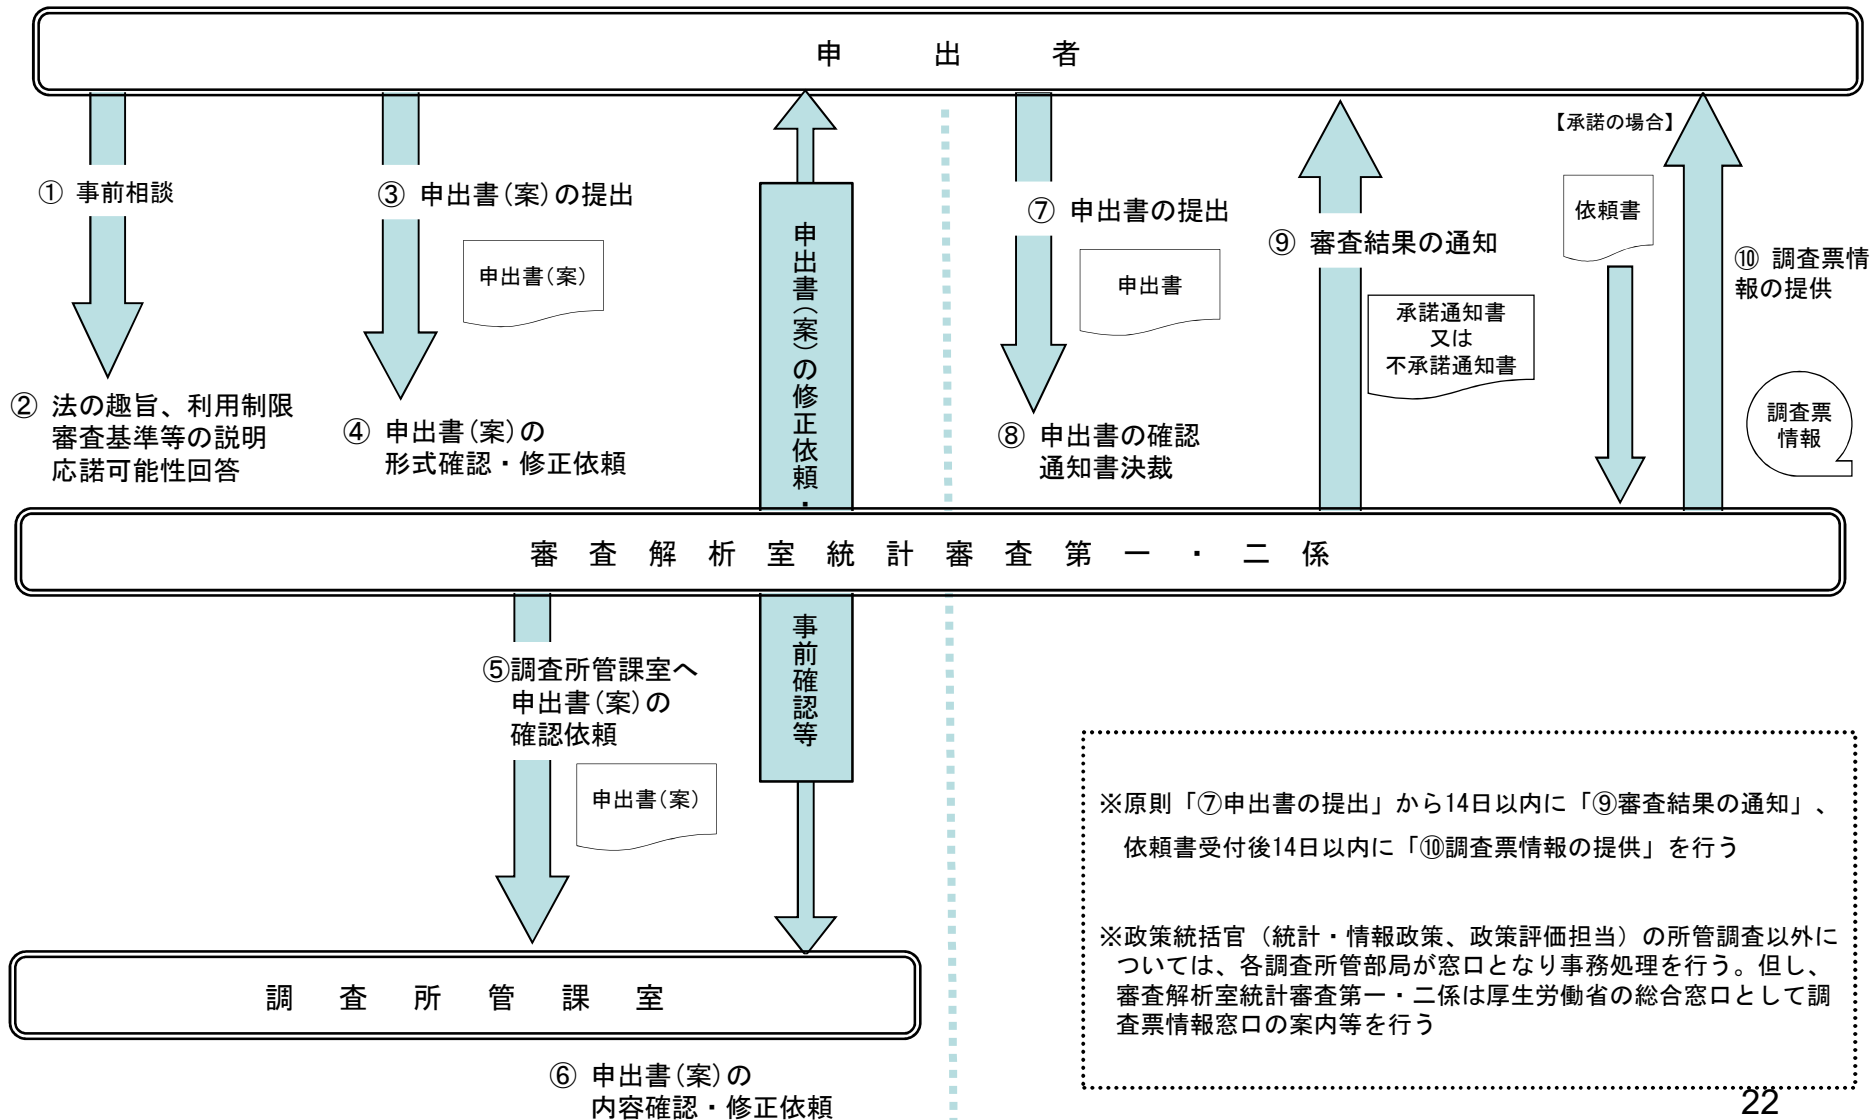 申出者
① 事前相談
② 法の趣旨、利用制限
審査基準等の説明
応諾可能性回答
③ 申出書(案)の提出
申出書(案)
④ 申出書(案)の
形式確認・修正依頼
申出書(案)の修正依頼・
⑦ 申出書の提出
申出書
⑧ 申出書の確認
通知書決裁
⑨ 審査結果の通知
承諾通知書
又は
不承諾通知書
【承諾の場合】
依頼書
⑩ 調査票情
報の提供
調査票
情報
審査解析室統計審査第一・二係
⑤調査所管課室へ
申出書(案)の
確認依頼
申出書(案)
事前確認等
調査所管課室
⑥ 申出書(案)の
内容確認・修正依頼
※原則「⑦申出書の提出」から14日以内に「⑨審査結果の通知」、
依頼書受付後14日以内に「⑩調査票情報の提供」を行う
※政策統括官(統計・情報政策、政策評価担当)の所管調査以外に
ついては、各調査所管部局が窓口となり事務処理を行う。但し、
審査解析室統計審査第一・二係は厚生労働省の総合窓口として調
査票情報窓口の案内等を行う
22